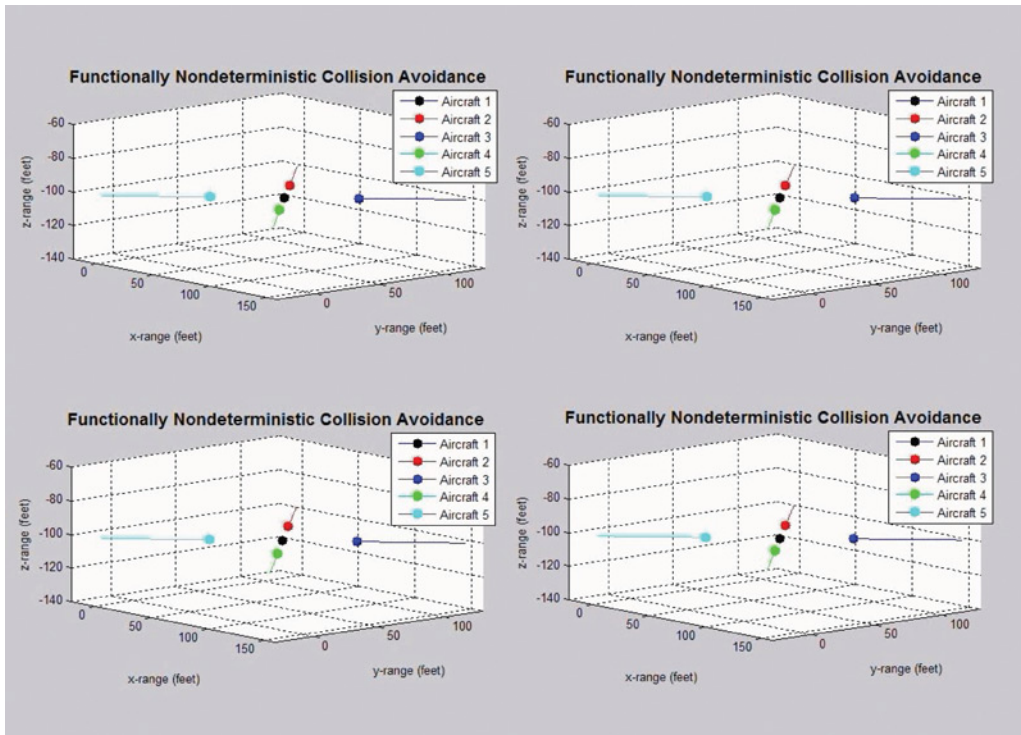 Functionally Nondeterministic Collision Avoidance
Aircraft 1
Aircraft 2
Aircraft 3
Aircraft 4
Aircraft 5
-60
-80
-100
-120
-140
z-range (feet)
0
50
100
150
x-range (feet)
0
50
100
y-range (feet)
Functionally Nondeterministic Collision Avoidance
Aircraft 1
Aircraft 2
Aircraft 3
Aircraft 4
Aircraft 5
-60
-80
-100
-120
-140
z-range (feet)
0
50
100
150
x-range (feet)
0
50
100
y-range (feet)
Functionally Nondeterministic Collision Avoidance
Aircraft 1
Aircraft 2
Aircraft 3
Aircraft 4
Aircraft 5
-60
-80
-100
-120
-140
z-range (feet)
0
50
100
150
x-range (feet)
0
50
100
y-range (feet)
Functionally Nondeterministic Collision Avoidance
Aircraft 1
Aircraft 2
Aircraft 3
Aircraft 4
Aircraft 5
-60
-80
-100
-120
-140
z-range (feet)
0
50
100
150
x-range (feet)
0
50
100
y-range (feet)